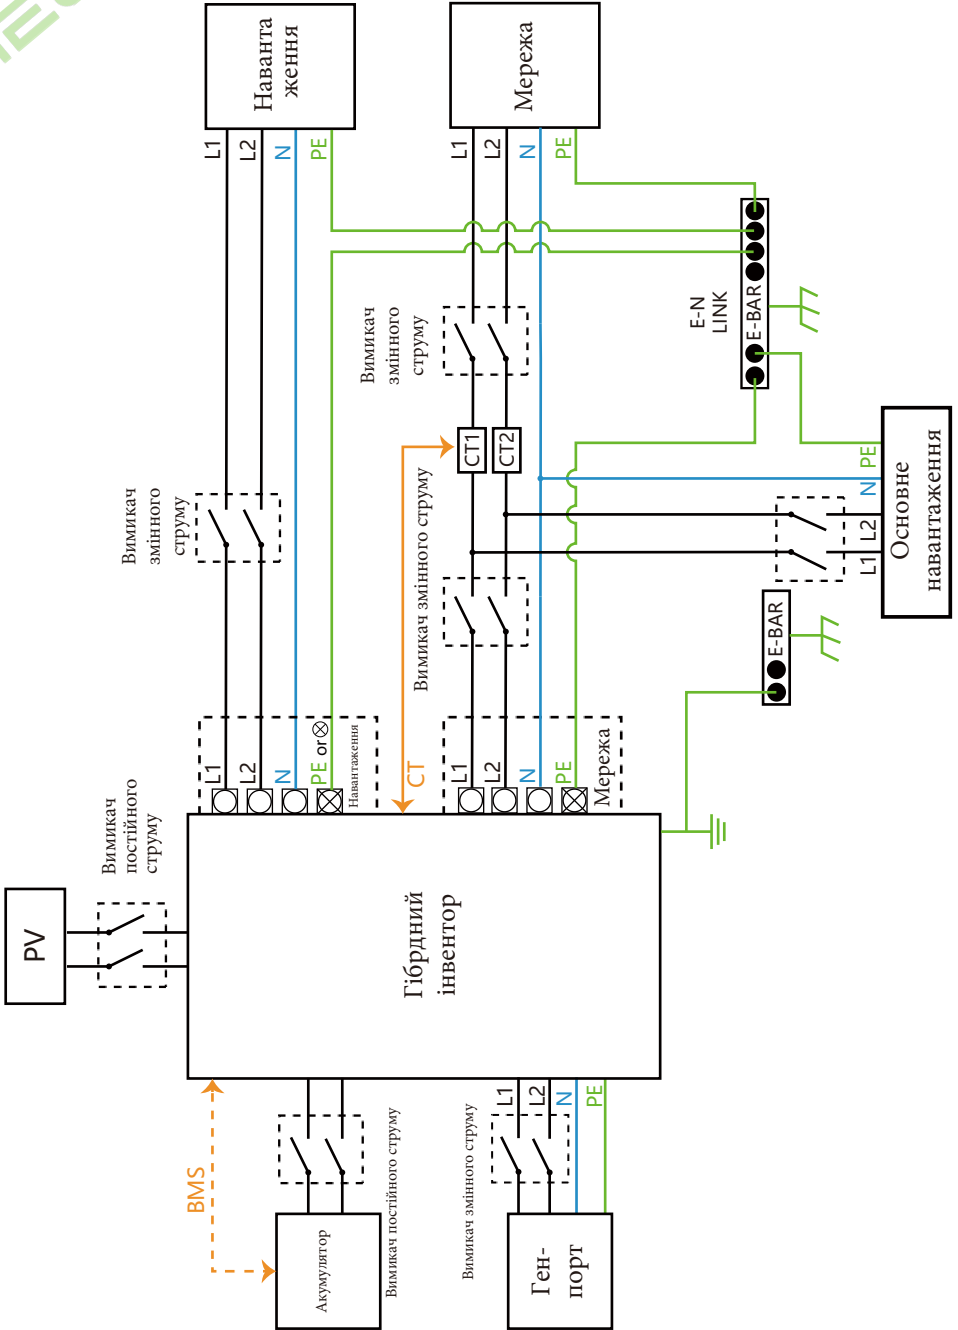 Наванта
ження
L1
L2
N
PE
Мережа
L1
L2
N
PE
E-N
LINK
E-BAR
Вимикач
змінного
струму
CT1
CT2
Вимикач
змінного
струму
Вимикач змінного струму
Основне
навантаження
L1
L2
N
PE
E-BAR
L1
L2
N
PE or
Навантаження
CT
L1
L2
N
PE
Мережа
Вимикач
постійного
струму
PV
Гібрдний
інвентор
BMS
Акумулятор
Вимикач постійного струму
L1
L2
N
PE
Вимикач змінного струму
Ген-
порт